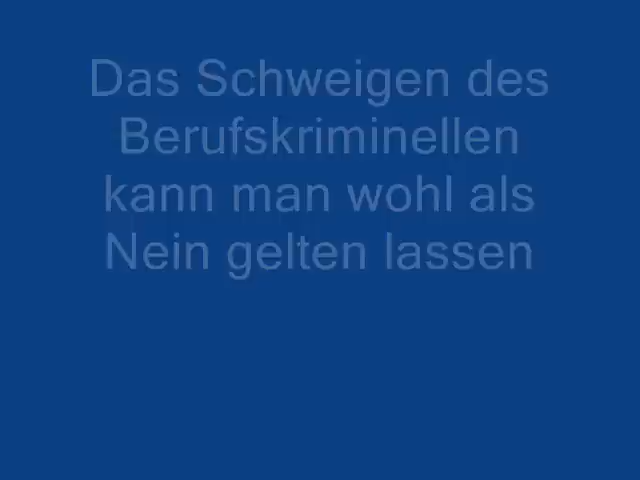 Das Schweigen des
Berufskriminellen
kann man wohl als
Nein gelten lassen